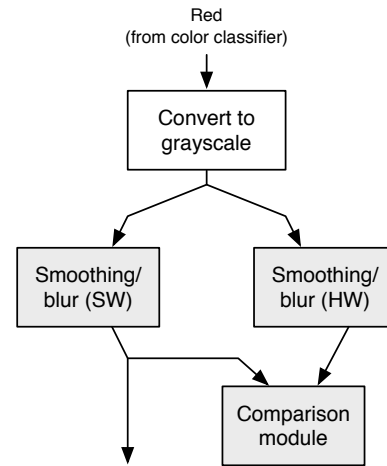 Red
(from color classifier)
Convert to
grayscale
Smoothing/
blur (SW)
Smoothing/
blur (HW)
Comparison
module